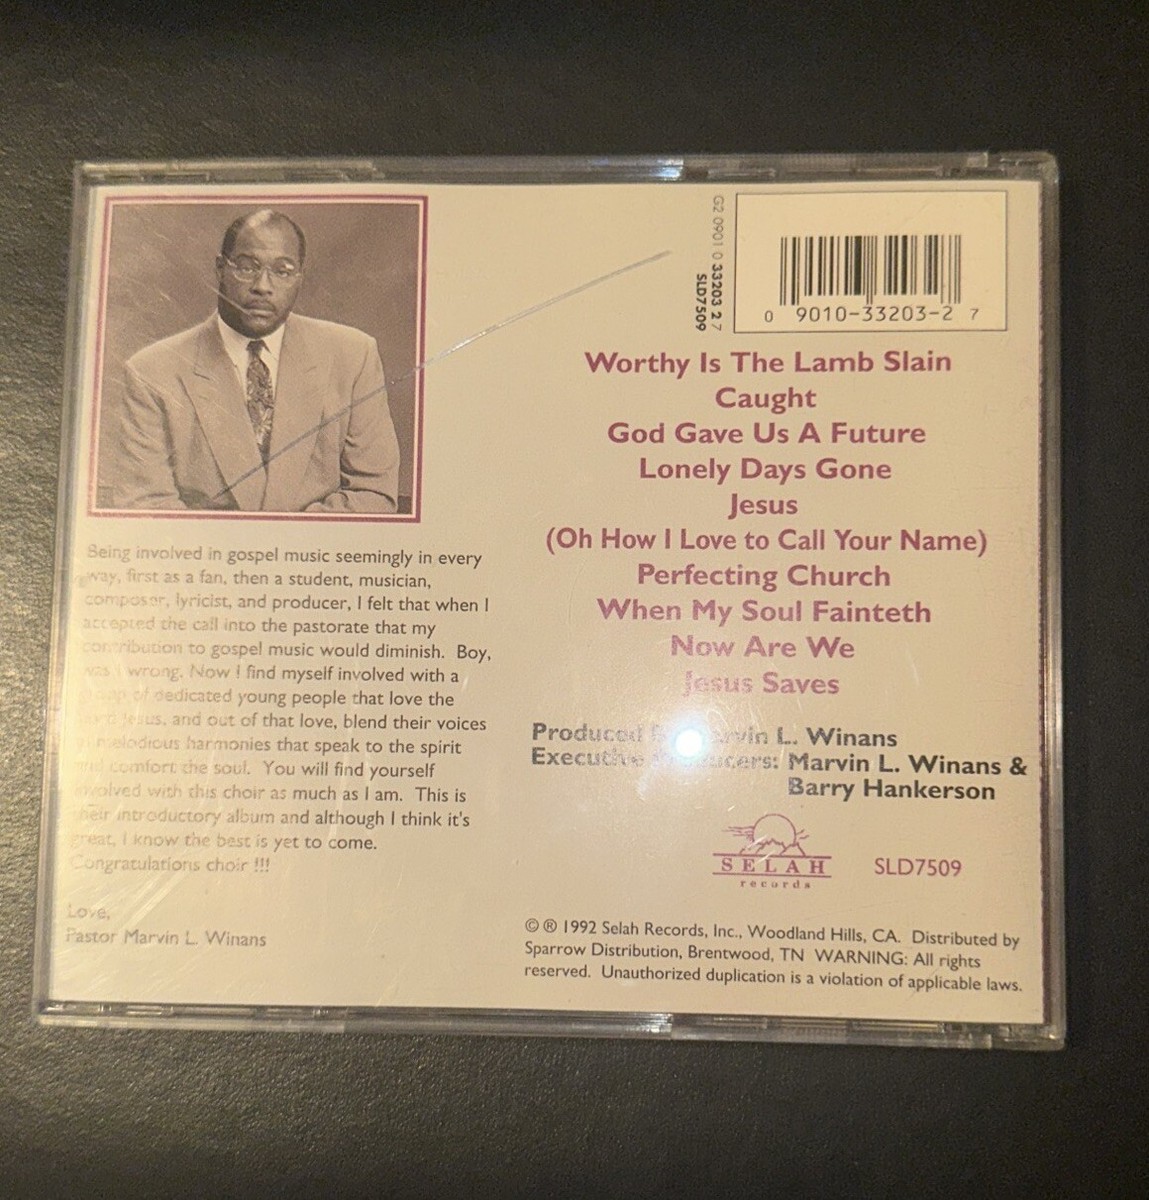 Being involved in gospel music seemingly in every
way, first as a fan, then a student, musician,
composer, lyricist, and producer, I felt that when I
accepted the call into the pastorate that my
contribution to gospel music would diminish. Boy,
was I wrong. Now I find myself involved with a
of dedicated young people that love the
Jesus, and out of that love, blend their voices
in melodious harmonies that speak to the spirit
and comfort the soul. You will find yourself
involved with this choir as much as I am. This is
their introductory album and although I think it's
great, I know the best is yet to come.
Congratulations choir !!!
Love,
Pastor Marvin L. Winans
G2 0901 0 33203 2 7
SLD7509
0 9010-33203-2 7
Worthy Is The Lamb Slain
Caught
God Gave Us A Future
Lonely Days Gone
Jesus
(Oh How I Love to Call Your Name)
Perfecting Church
When My Soul Fainteth
Now Are We
Jesus Saves
Produced Marvin L. Winans
Executive Producers: Marvin L. Winans &
Barry Hankerson
SELAH
records
SLD7509
© ® 1992 Selah Records, Inc., Woodland Hills, CA. Distributed by
Sparrow Distribution, Brentwood, TN WARNING: All rights
reserved. Unauthorized duplication is a violation of applicable laws.